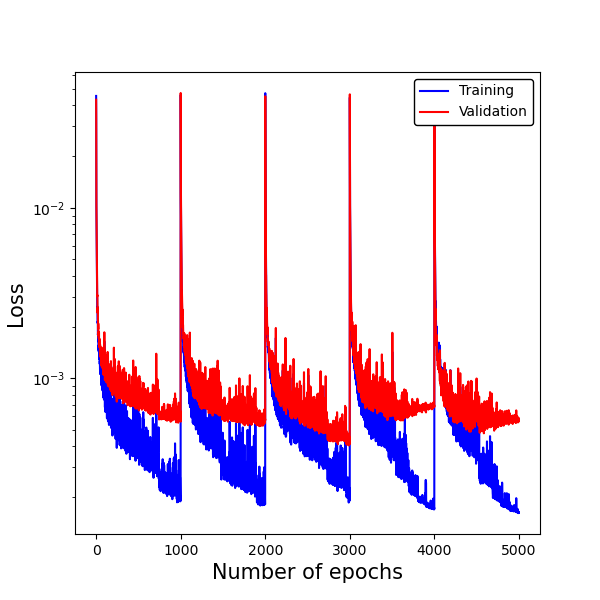 Training
Validation
10⁻²
10⁻³
Loss
0 1000 2000 3000 4000 5000
Number of epochs